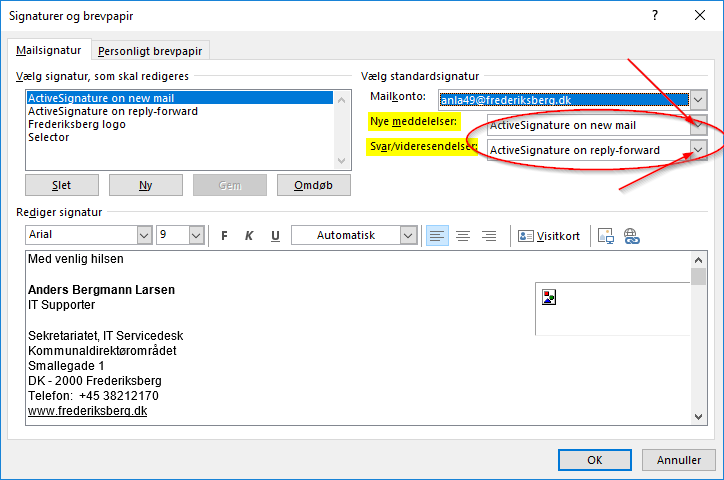 Signaturer og brevpapir
Mailsignatur
Personligt brevpapir
Vælg signatur, som skal redigeres
ActiveSignature on new mail
ActiveSignature on reply-forward
Frederiksberg logo
Selector
Slet
Ny
Gem
Omdøb
Vælg standardsignatur
Mailkonto:
anla49@frederiksberg.dk
Nye meddelelser:
ActiveSignature on new mail
Svar/videresendelser:
ActiveSignature on reply-forward
Rediger signatur
Arial
9
F
K
U
Automatisk
Visitkort
Med venlig hilsen
Anders Bergmann Larsen
IT Supporter
Sekretariatet, IT Servicedesk
Kommunaldirektørområdet
Smallegade 1
DK - 2000 Frederiksberg
Telefon: +45 38212170
www.frederiksberg.dk
OK
Annuller